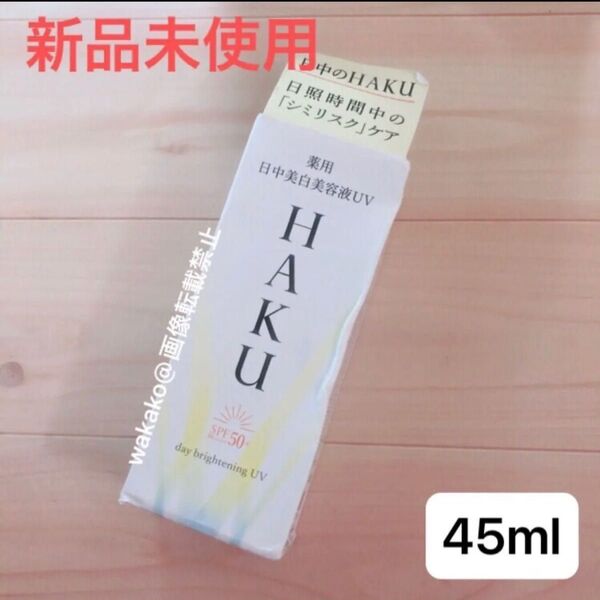 新品未使用
日中のHAKU
日照時間中の
「シミリスク」ケア
薬用
日中美白美容液UV
HAKU
SPF50+
day brightening UV
wakako@画像転載禁止
45ml